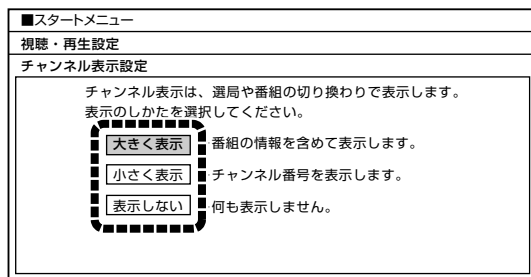 ■スタートメニュー
視聴・再生設定
チャンネル表示設定
チャンネル表示は、選局や番組の切り換わりで表示します。
表示のしかたを選択してください。
大きく表示 番組の情報を含めて表示します。
小さく表示 チャンネル番号を表示します。
表示しない 何も表示しません。